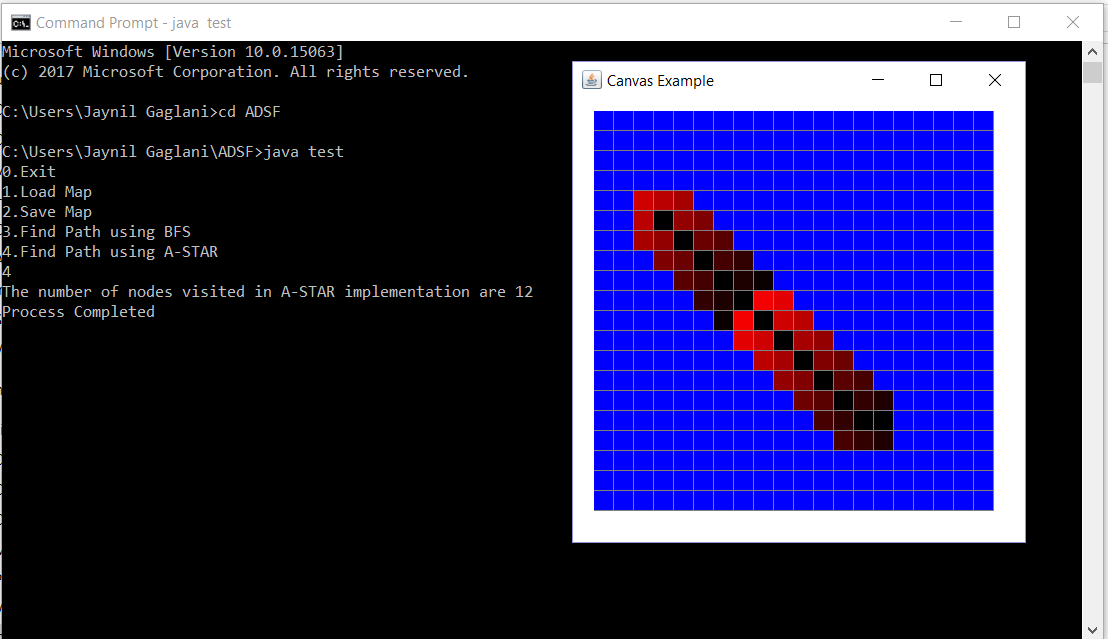 Command Prompt - java  test
Microsoft Windows [Version 10.0.15063]
(c) 2017 Microsoft Corporation. All rights reserved.
C:\Users\Jaynil Gaglani>cd ADSF
C:\Users\Jaynil Gaglani\ADSF>java test
0.Exit
1.Load Map
2.Save Map
3.Find Path using BFS
4.Find Path using A-STAR
4
The number of nodes visited in A-STAR implementation are 12
Process Completed
Canvas Example